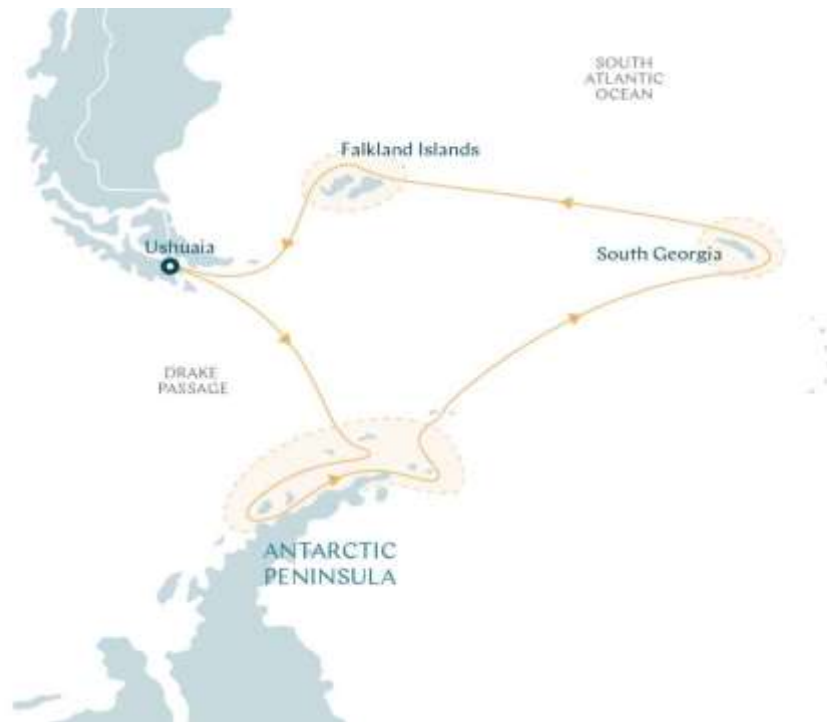 SOUTH
ATLANTIC
OCEAN
Falkland Islands
Ushuaia
South Georgia
DRAKE
PASSAGE
ANTARCTIC
PENINSULA